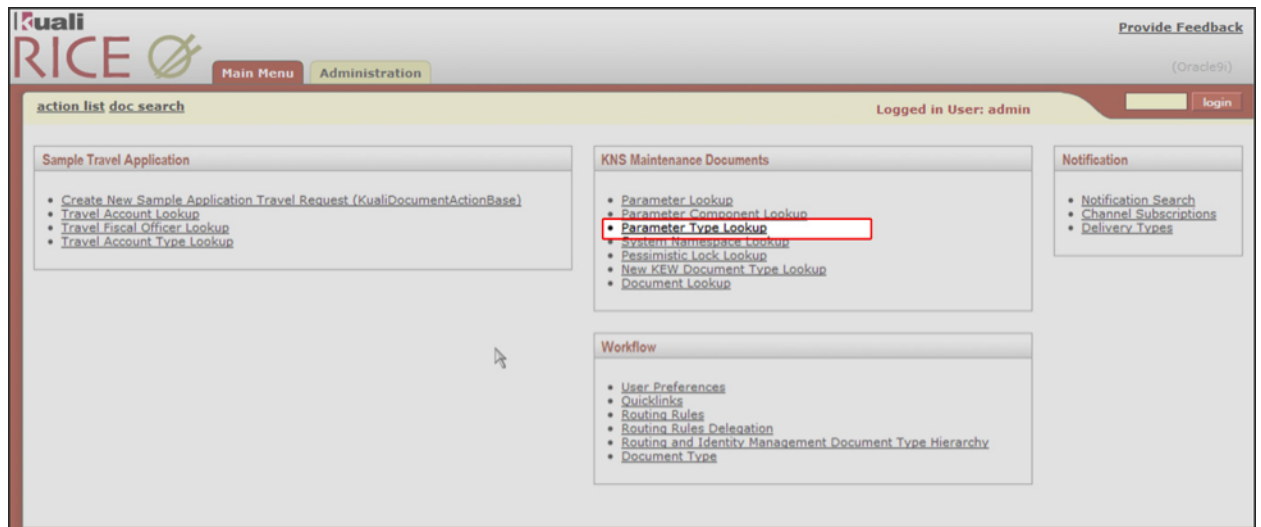 Kuali
RICE
Provide Feedback
Main Menu
Administration
(Oracle9i)
action list doc search
Logged in User: admin
login
Sample Travel Application
Create New Sample Application Travel Request (KualiDocumentActionBase)
Travel Account Lookup
Travel Fiscal Officer Lookup
Travel Account Type Lookup
KNS Maintenance Documents
Parameter Lookup
Parameter Component Lookup
Parameter Type Lookup
System Namespace Lookup
Pessimistic Lock Lookup
New KEW Document Type Lookup
Document Lookup
Notification
Notification Search
Channel Subscriptions
Delivery Types
Workflow
User Preferences
Quicklinks
Routing Rules
Routing Rules Delegation
Routing and Identity Management Document Type Hierarchy
Document Type